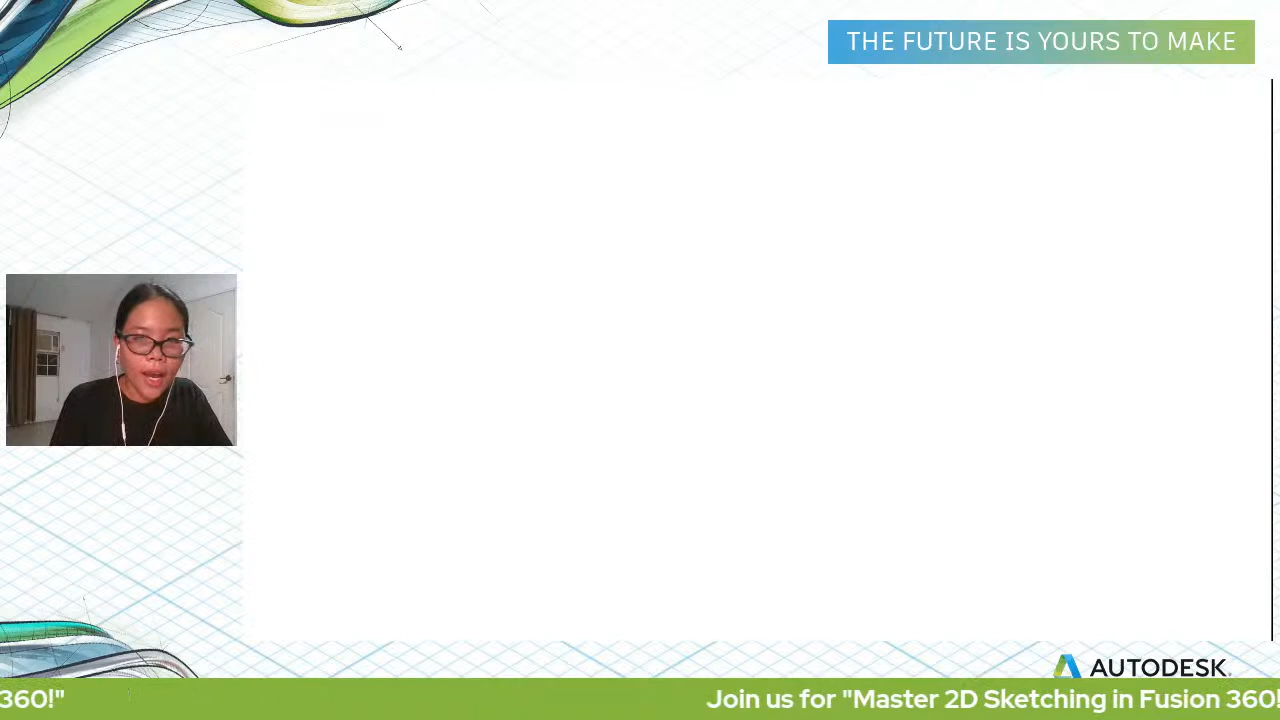 THE FUTURE IS YOURS TO MAKE
AUTODESK.
360!" Join us for "Master 2D Sketching in Fusion 360!